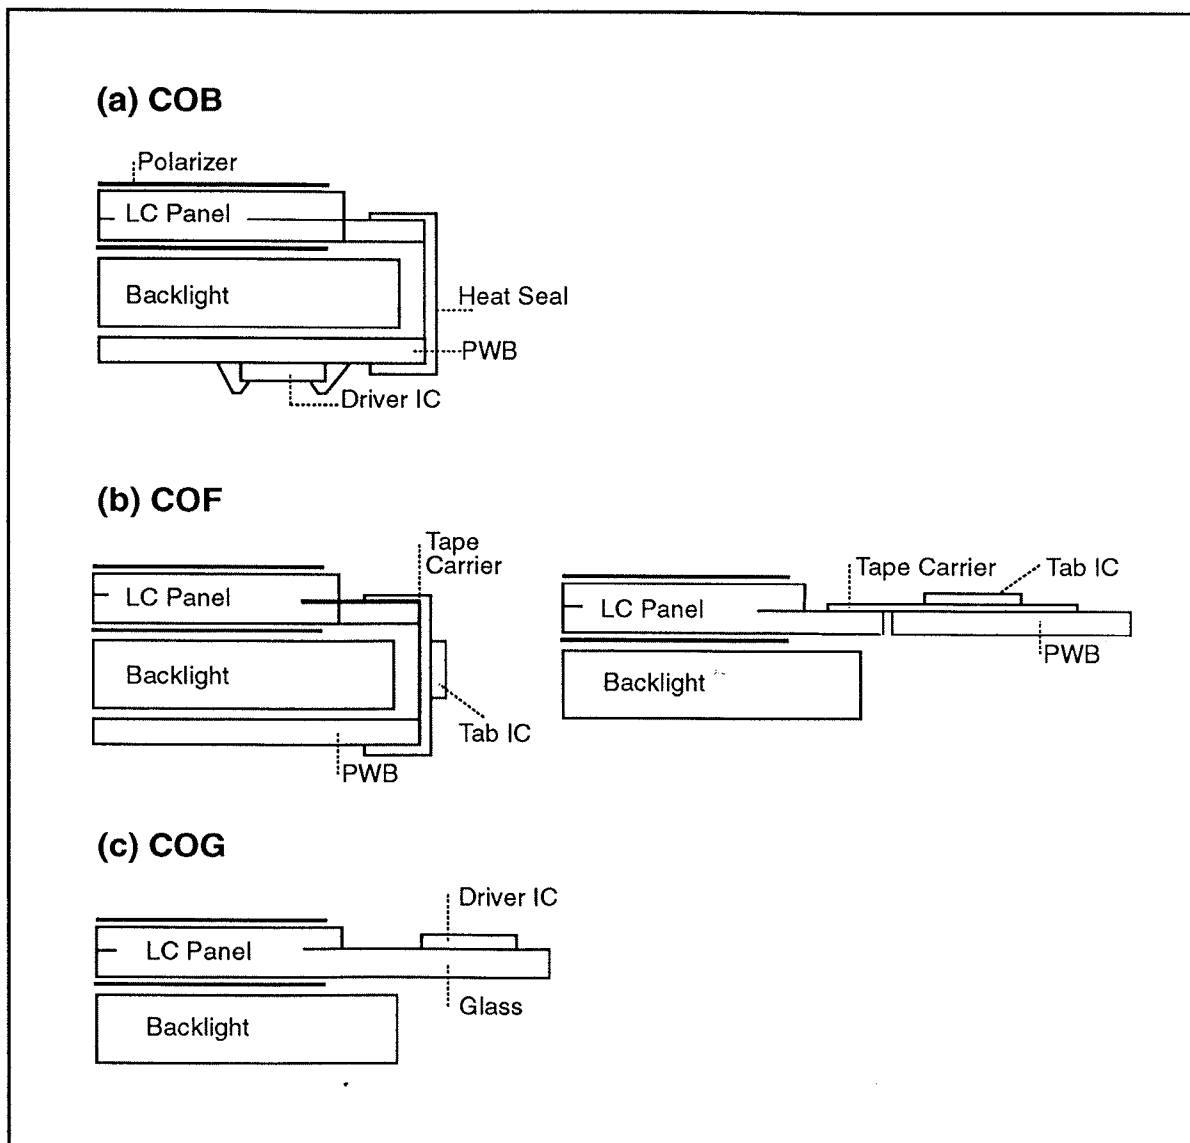 (a) COB
Polarizer
LC Panel
Backlight
Heat Seal
PWB
Driver IC
(b) COF
Tape
Carrier
LC Panel
Backlight
Tab IC
PWB
Tape Carrier
Tab IC
LC Panel
PWB
Backlight
(c) COG
Driver IC
LC Panel
Glass
Backlight